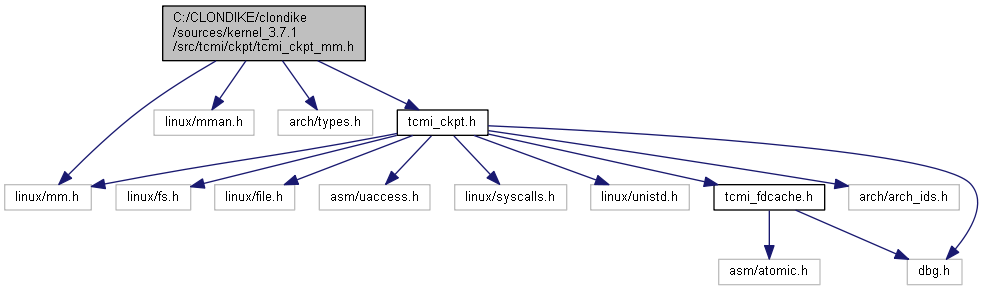 C:/CLONDIKE/clondike
/sources/kernel_3.7.1
/src/tcmi/ckpt/tcmi_ckpt_mm.h
linux/mman.h
arch/types.h
tcmi_ckpt.h
linux/mm.h
linux/fs.h
linux/file.h
asm/uaccess.h
linux/syscalls.h
linux/unistd.h
tcmi_fdcache.h
arch/arch_ids.h
asm/atomic.h
dbg.h